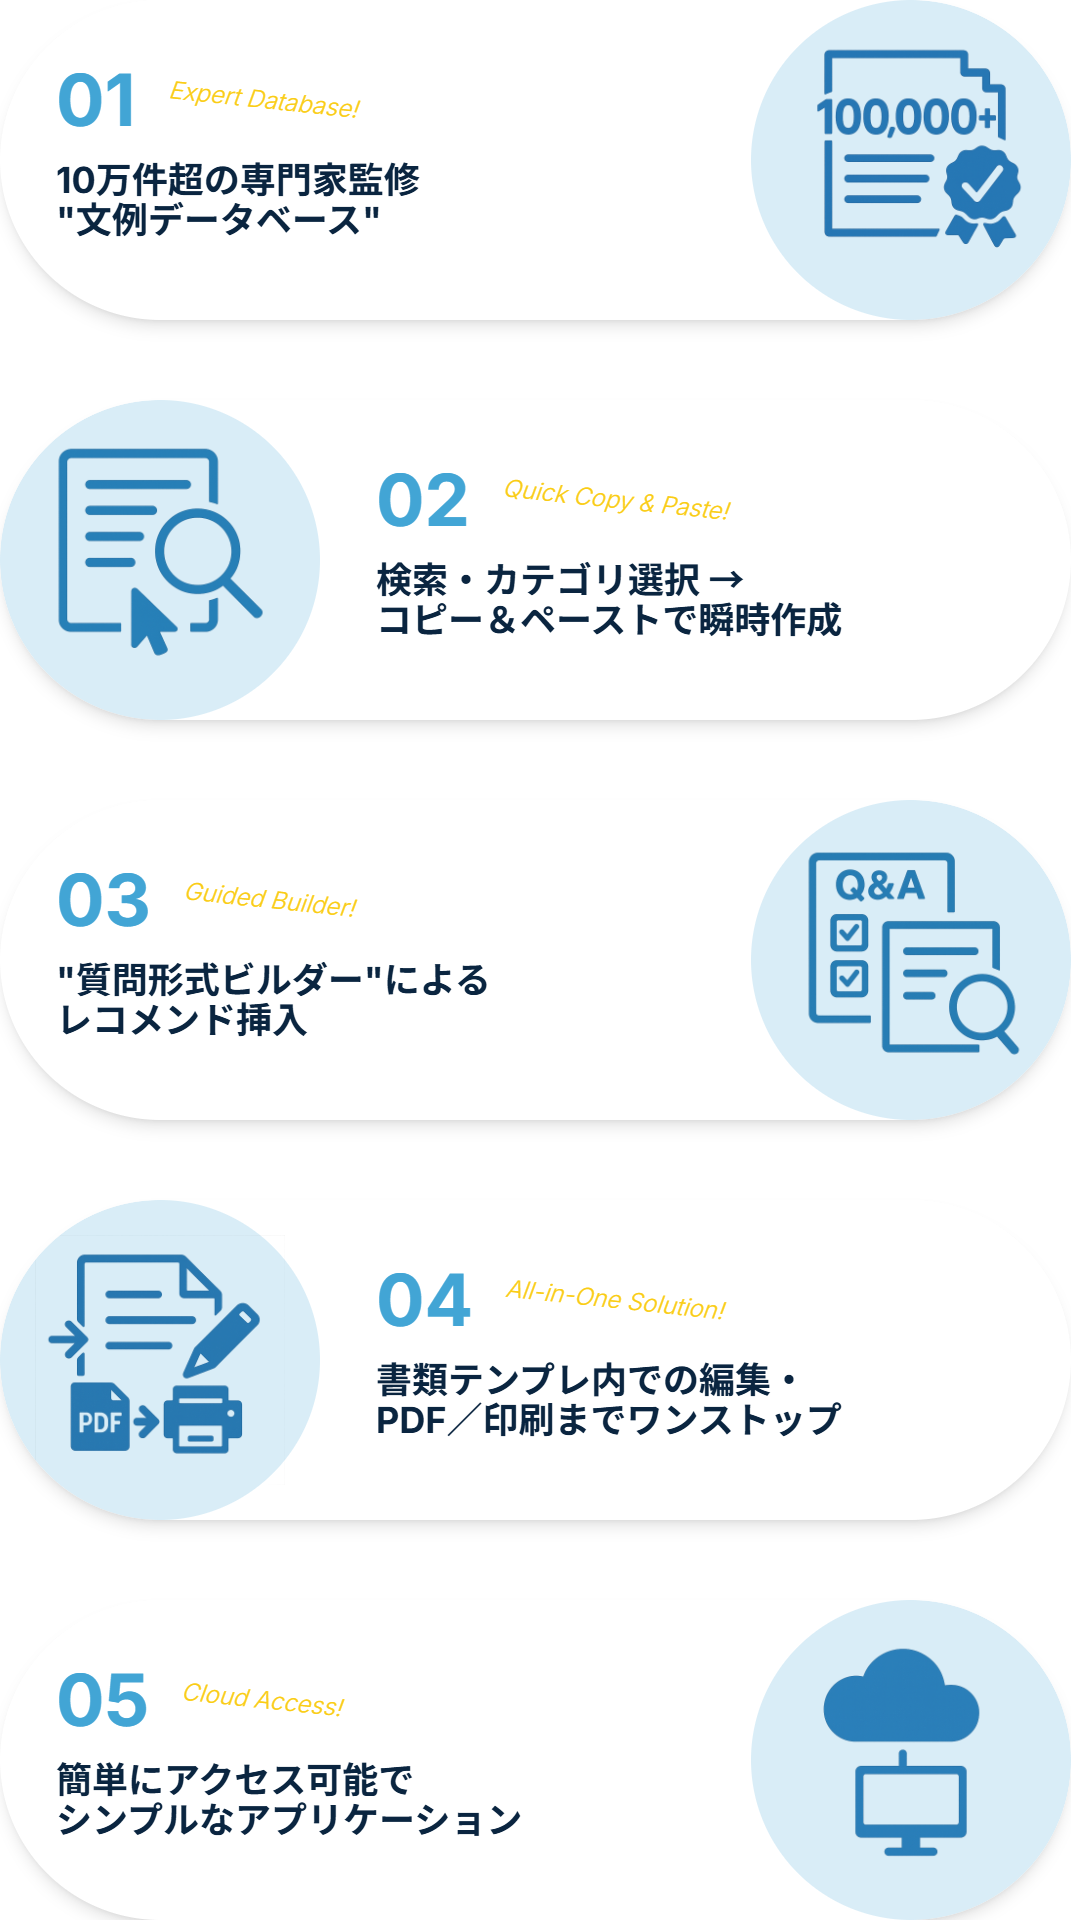 01
Expert Database!
10万件超の専門家監修
"文例データベース"
100,000+
02
Quick Copy & Paste!
検索・カテゴリ選択 →
コピー＆ペーストで瞬時作成
03
Guided Builder!
"質問形式ビルダー"による
レコメンド挿入
Q&A
04
All-in-One Solution!
書類テンプレ内での編集・
PDF／印刷までワンストップ
PDF
05
Cloud Access!
簡単にアクセス可能で
シンプルなアプリケーション